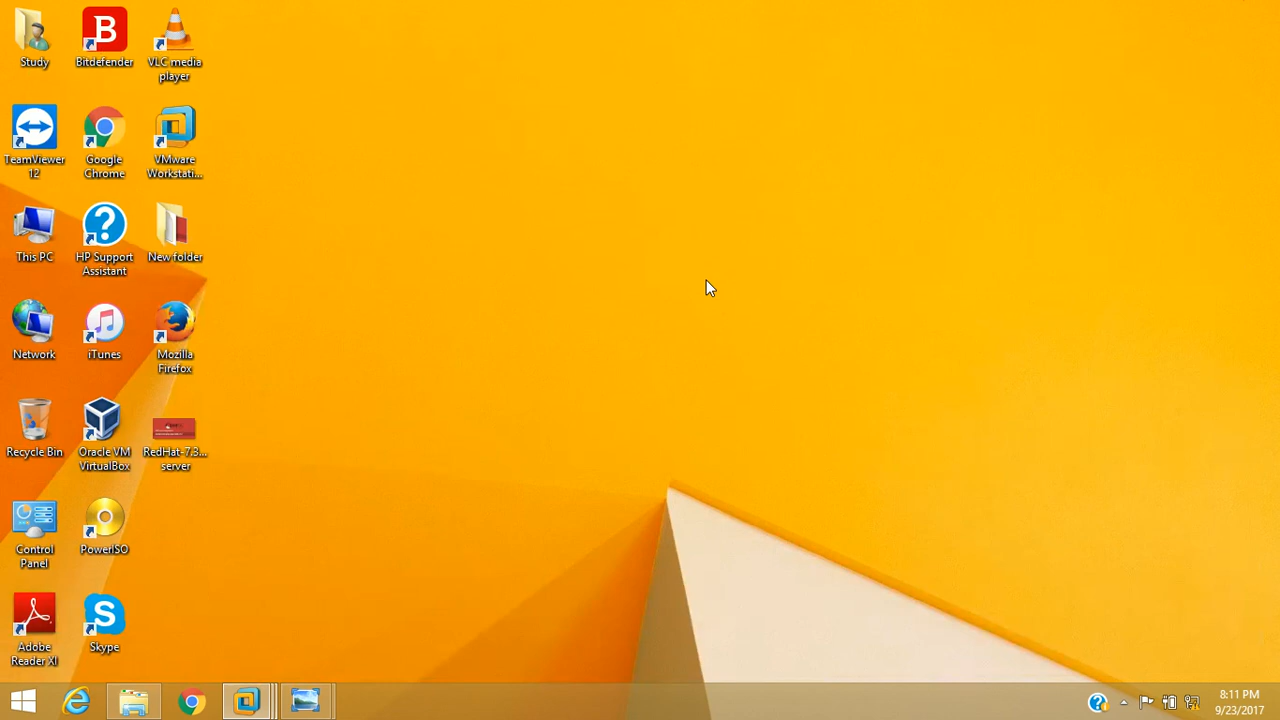 Study
Bitdefender
VLC media
player
TeamViewer
12
Google
Chrome
VMware
Workstati...
This PC
HP Support
Assistant
New folder
Network
iTunes
Mozilla
Firefox
Recycle Bin
Oracle VM
VirtualBox
RedHat-7.3...
server
Control
Panel
PowerISO
Adobe
Reader XI
Skype
8:11 PM
9/23/2017